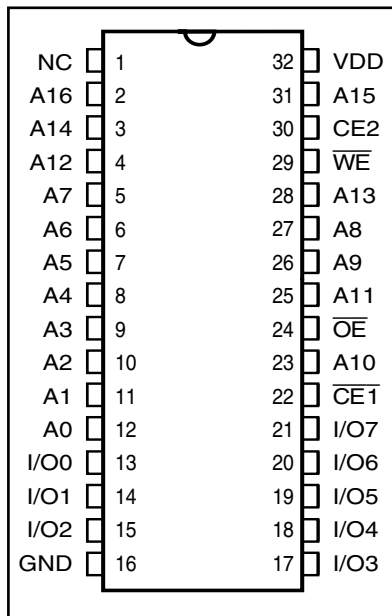 NC 1 32 VDD
A16 2 31 A15
A14 3 30 CE2
A12 4 29 W̅E̅
A7 5 28 A13
A6 6 27 A8
A5 7 26 A9
A4 8 25 A11
A3 9 24 O̅E̅
A2 10 23 A10
A1 11 22 C̅E̅1̅
A0 12 21 I/O7
I/O0 13 20 I/O6
I/O1 14 19 I/O5
I/O2 15 18 I/O4
GND 16 17 I/O3